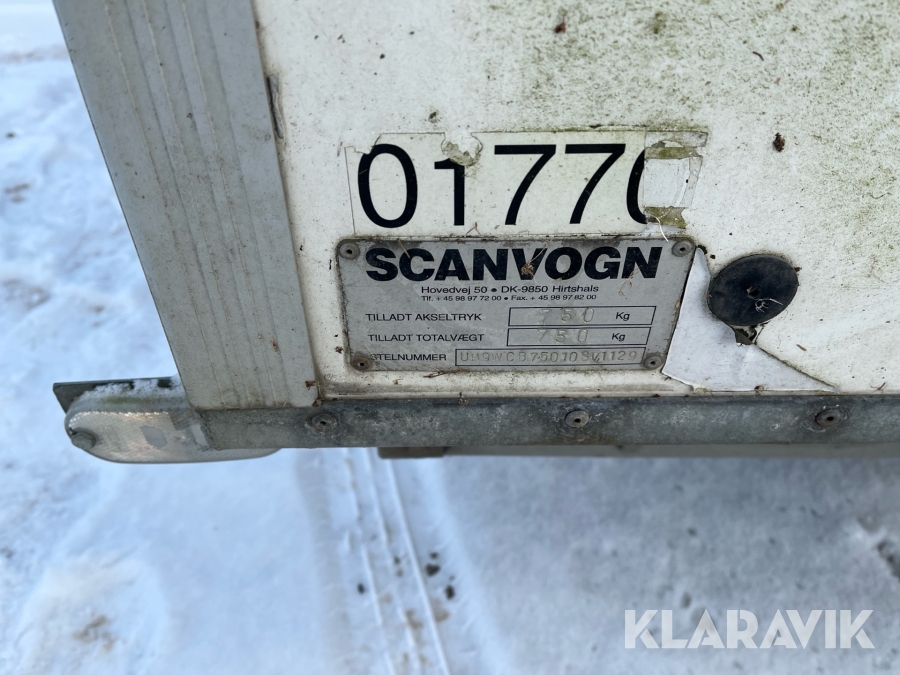 0177
SCANVOGN
Hovedvej 50 • DK-9850 Hirtshals
Tlf. + 45 98 97 72 00 • Fax. + 45 98 97 82 00
TILLADT AKSELTRYK 750 Kg
TILLADT TOTALVÆGT 750 Kg
STELNUMMER
KLARAVIK